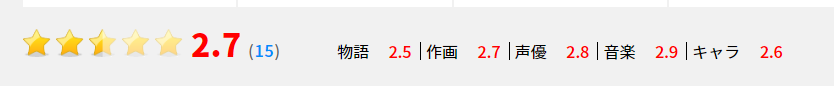 2.7 (15) 物語 2.5 | 作画 2.7 | 声優 2.8 | 音楽 2.9 | キャラ 2.6